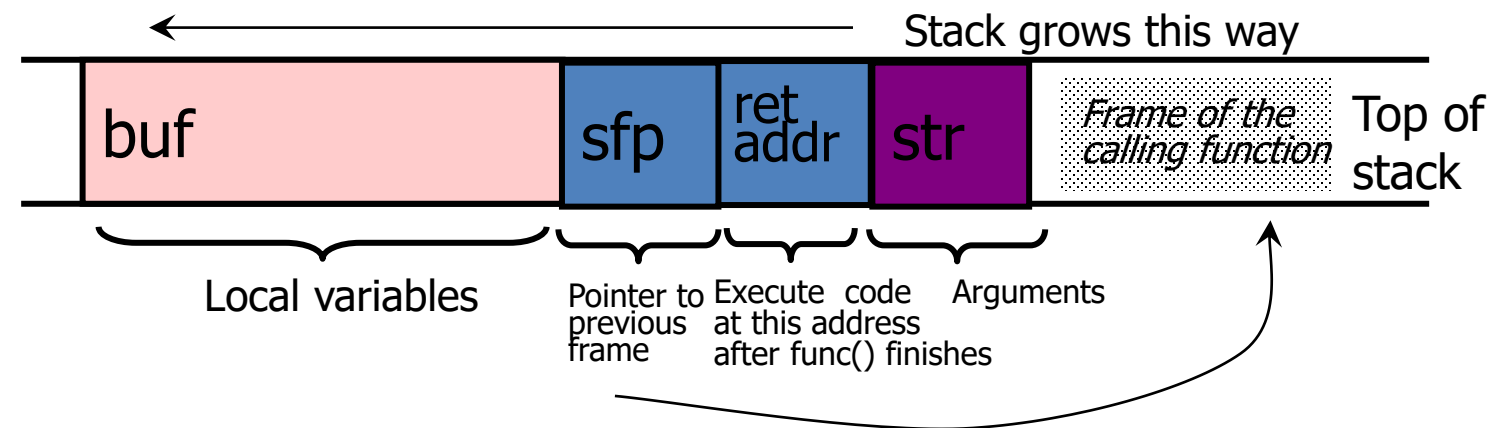 Stack grows this way
buf
sfp
ret
addr
str
Frame of the
calling function
Top of
stack
Local variables
Pointer to
previous
frame
Execute code
at this address
after func() finishes
Arguments